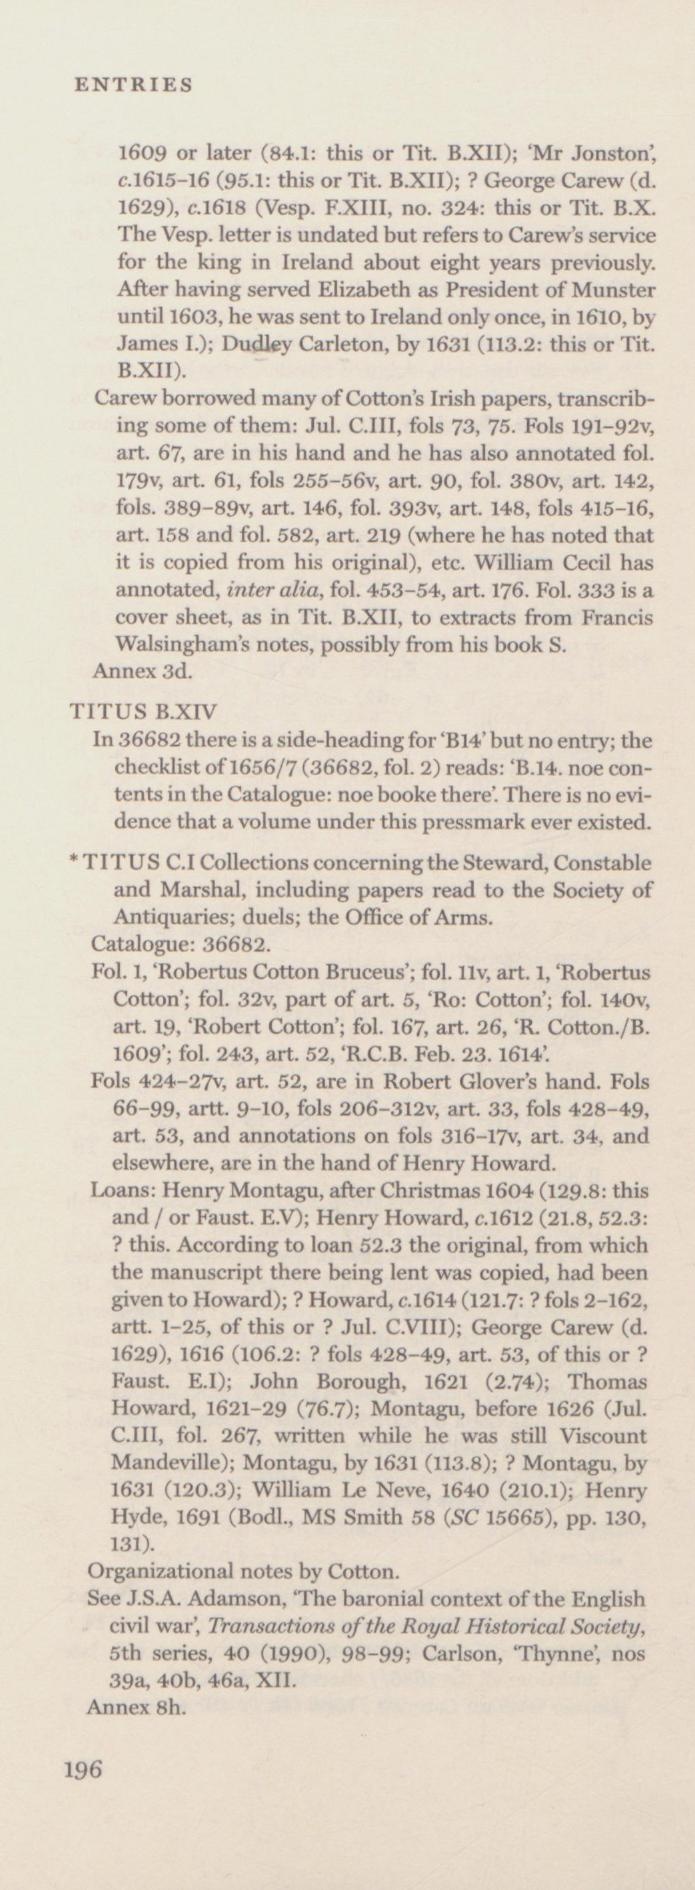 ENTRIES
1609 or later (84.1: this or Tit. B.XII); ‘Mr Jonston’,
c.1615–16 (95.1: this or Tit. B.XII); ? George Carew (d.
1629), c.1618 (Vesp. F.XIII, no. 324: this or Tit. B.X.
The Vesp. letter is undated but refers to Carew’s service
for the king in Ireland about eight years previously.
After having served Elizabeth as President of Munster
until 1603, he was sent to Ireland only once, in 1610, by
James I.); Dudley Carleton, by 1631 (113.2: this or Tit.
B.XII).
Carew borrowed many of Cotton’s Irish papers, transcrib-
ing some of them: Jul. C.III, fols 73, 75. Fols 191–92v,
art. 67, are in his hand and he has also annotated fol.
179v, art. 61, fols 255–56v, art. 90, fol. 380v, art. 142,
fols. 389–89v, art. 146, fol. 393v, art. 148, fols 415–16,
art. 158 and fol. 582, art. 219 (where he has noted that
it is copied from his original), etc. William Cecil has
annotated, inter alia, fol. 453–54, art. 176. Fol. 333 is a
cover sheet, as in Tit. B.XII, to extracts from Francis
Walsingham’s notes, possibly from his book S.
Annex 3d.
TITUS B.XIV
In 36682 there is a side-heading for ‘B14’ but no entry; the
checklist of 1656/7 (36682, fol. 2) reads: ‘B.14. noe con-
tents in the Catalogue: noe booke there’. There is no evi-
dence that a volume under this pressmark ever existed.
*TITUS C.I Collections concerning the Steward, Constable
and Marshal, including papers read to the Society of
Antiquaries; duels; the Office of Arms.
Catalogue: 36682.
Fol. 1, ‘Robertus Cotton Bruceus’; fol. 11v, art. 1, ‘Robertus
Cotton’; fol. 32v, part of art. 5, ‘Ro: Cotton’; fol. 140v,
art. 19, ‘Robert Cotton’; fol. 167, art. 26, ‘R. Cotton./B.
1609’; fol. 243, art. 52, ‘R.C.B. Feb. 23. 1614’.
Fols 424–27v, art. 52, are in Robert Glover’s hand. Fols
66–99, artt. 9–10, fols 206–312v, art. 33, fols 428–49,
art. 53, and annotations on fols 316–17v, art. 34, and
elsewhere, are in the hand of Henry Howard.
Loans: Henry Montagu, after Christmas 1604 (129.8: this
and / or Faust. E.V); Henry Howard, c.1612 (21.8, 52.3:
? this. According to loan 52.3 the original, from which
the manuscript there being lent was copied, had been
given to Howard); ? Howard, c.1614 (121.7: ? fols 2–162,
artt. 1–25, of this or ? Jul. C.VIII); George Carew (d.
1629), 1616 (106.2: ? fols 428–49, art. 53, of this or ?
Faust. E.I); John Borough, 1621 (2.74); Thomas
Howard, 1621–29 (76.7); Montagu, before 1626 (Jul.
C.III, fol. 267, written while he was still Viscount
Mandeville); Montagu, by 1631 (113.8); ? Montagu, by
1631 (120.3); William Le Neve, 1640 (210.1); Henry
Hyde, 1691 (Bodl., MS Smith 58 (SC 15665), pp. 130,
131).
Organizational notes by Cotton.
See J.S.A. Adamson, ‘The baronial context of the English
civil war’, Transactions of the Royal Historical Society,
5th series, 40 (1990), 98–99; Carlson, ‘Thynne’, nos
39a, 40b, 46a, XII.
Annex 8h.
196